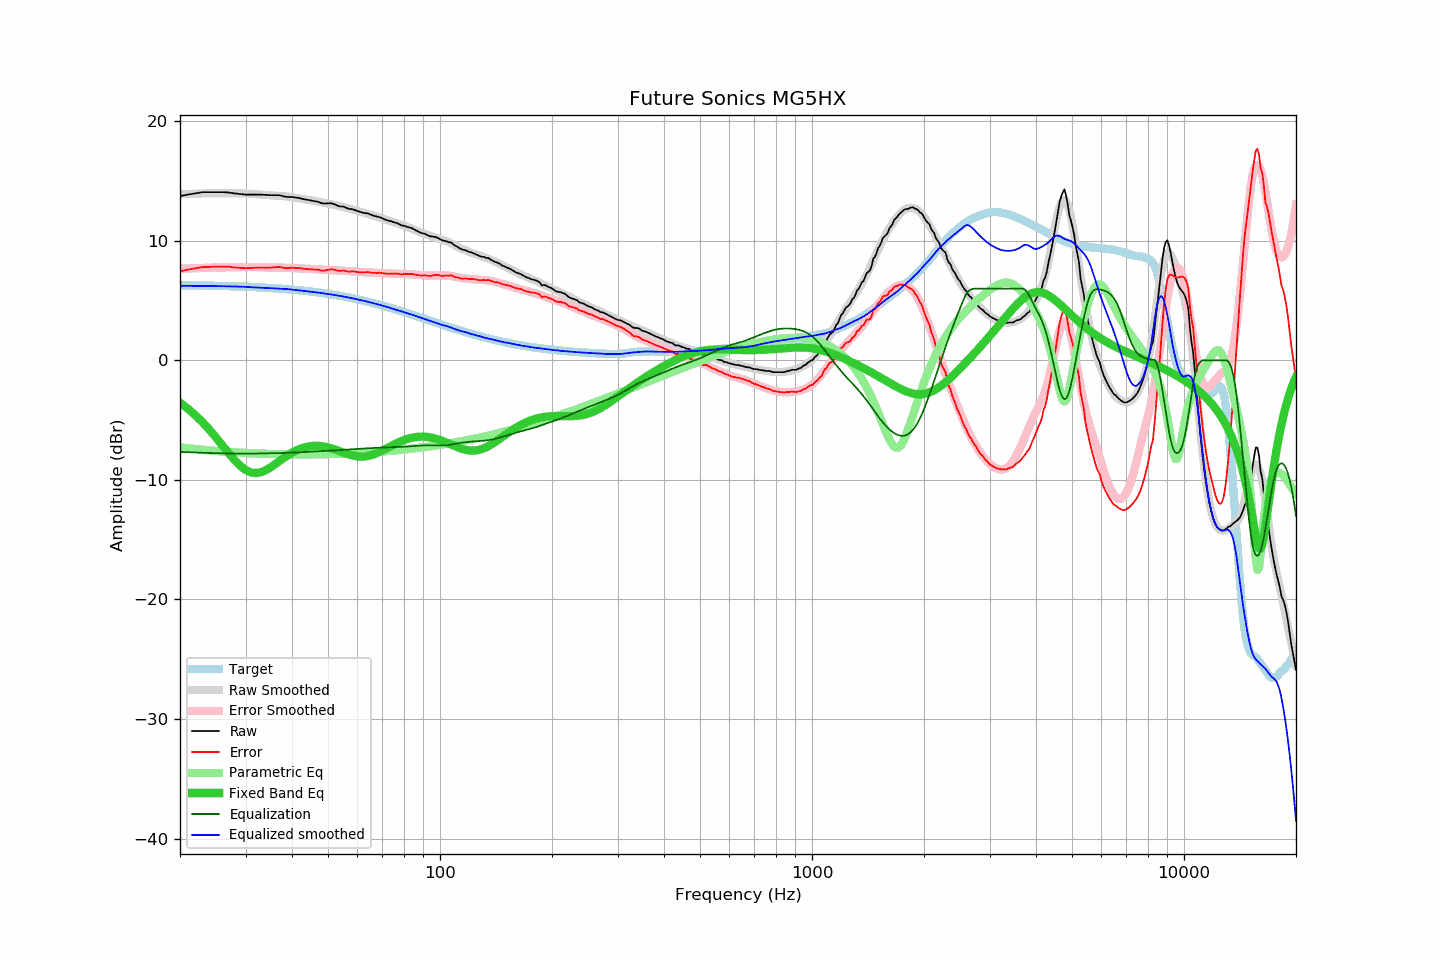 Future Sonics MG5HX
20
10
0
−10
−20
−30
−40
Amplitude (dBr)
Target
Raw Smoothed
Error Smoothed
Raw
Error
Parametric Eq
Fixed Band Eq
Equalization
Equalized smoothed
100
1000
10000
Frequency (Hz)